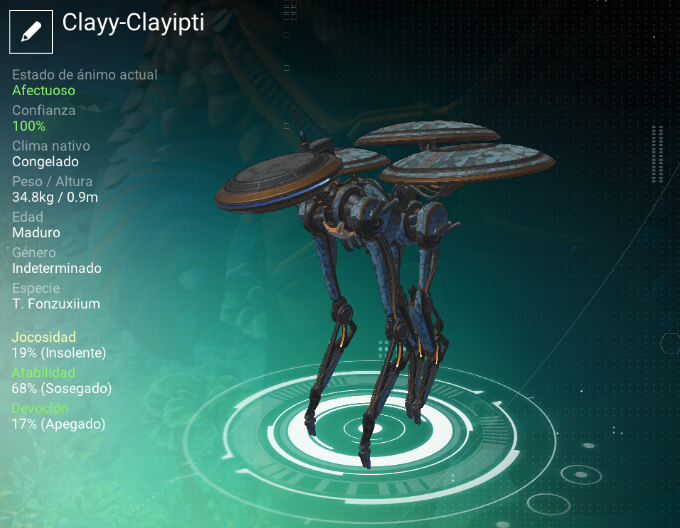 Clayy-Clayipti
Estado de ánimo actual
Afectuoso
Confianza
100%
Clima nativo
Congelado
Peso / Altura
34.8kg / 0.9m
Edad
Maduro
Género
Indeterminado
Especie
T. Fonzuxiium
Jocosidad
19% (Insolente)
Afabilidad
68% (Sosegado)
Devoción
17% (Apegado)